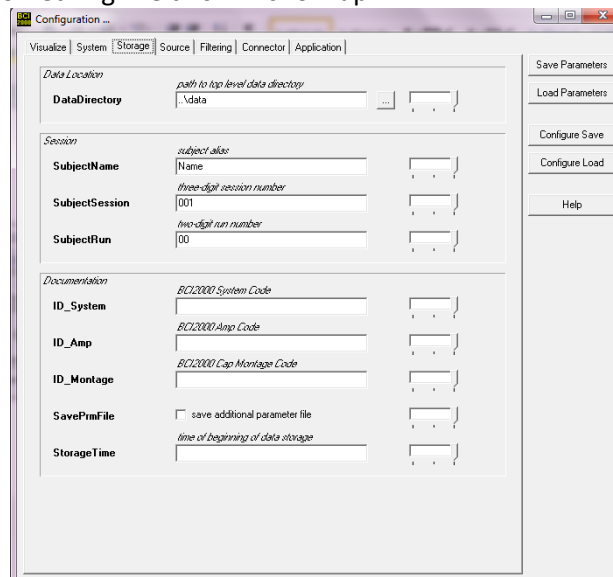 BCI 2000 Configuration ...
Visualize System Storage Source Filtering Connector Application
Save Parameters
Load Parameters
Configure Save
Configure Load
Help
Data Location
path to top level data directory
DataDirectory ..\data ...
Session
subject alias
SubjectName Name
three-digit session number
SubjectSession 001
two-digit run number
SubjectRun 00
Documentation
BCI2000 System Code
ID_System
BCI2000 Amp Code
ID_Amp
BCI2000 Cap Montage Code
ID_Montage
SavePrmFile save additional parameter file
time of beginning of data storage
StorageTime